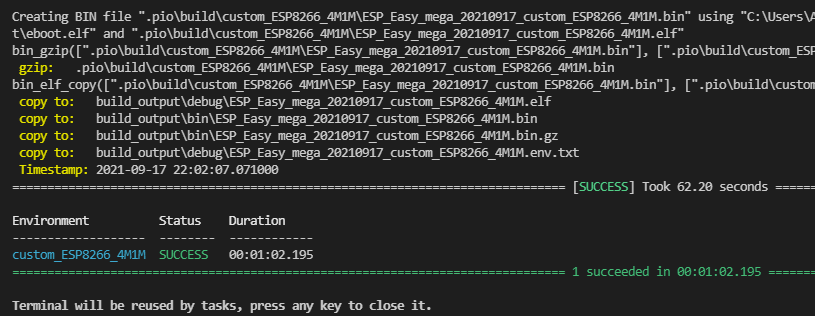 Creating BIN file ".pio\build\custom_ESP8266_4M1M\ESP_Easy_mega_20210917_custom_ESP8266_4M1M.bin" using "C:\Users\A
t\eboot.elf" and ".pio\build\custom_ESP8266_4M1M\ESP_Easy_mega_20210917_custom_ESP8266_4M1M.elf"
bin_gzip([".pio\build\custom_ESP8266_4M1M\ESP_Easy_mega_20210917_custom_ESP8266_4M1M.bin"], [".pio\build\custom_ESP
gzip:   .pio\build\custom_ESP8266_4M1M\ESP_Easy_mega_20210917_custom_ESP8266_4M1M.bin
bin_elf_copy([".pio\build\custom_ESP8266_4M1M\ESP_Easy_mega_20210917_custom_ESP8266_4M1M.bin"], [".pio\build\custom
copy to:   build_output\debug\ESP_Easy_mega_20210917_custom_ESP8266_4M1M.elf
copy to:   build_output\bin\ESP_Easy_mega_20210917_custom_ESP8266_4M1M.bin
copy to:   build_output\bin\ESP_Easy_mega_20210917_custom_ESP8266_4M1M.bin.gz
copy to:   build_output\debug\ESP_Easy_mega_20210917_custom_ESP8266_4M1M.env.txt
Timestamp: 2021-09-17 22:02:07.071000
=============================================================================== [SUCCESS] Took 62.20 seconds ======
Environment          Status    Duration
-------------------  --------  ------------
custom_ESP8266_4M1M  SUCCESS   00:01:02.195
=============================================================================== 1 succeeded in 00:01:02.195 =======
Terminal will be reused by tasks, press any key to close it.